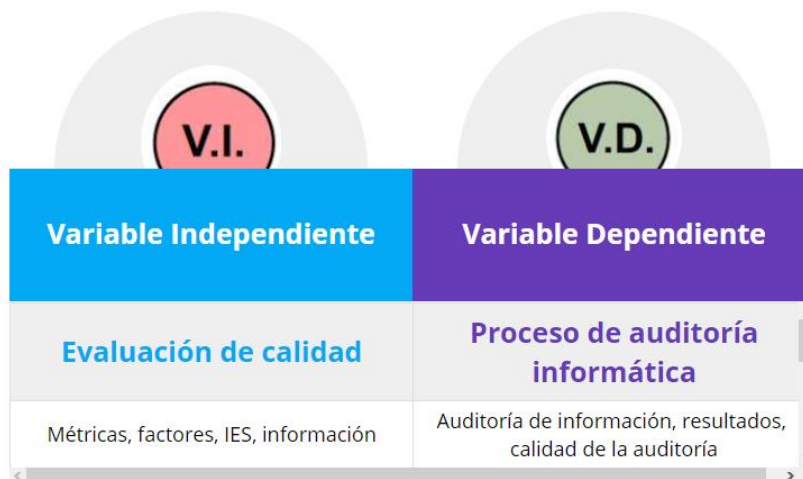 V.I.
V.D.
Variable Independiente
Variable Dependiente
Evaluación de calidad
Proceso de auditoría
informática
Métricas, factores, IES, información
Auditoría de información, resultados,
calidad de la auditoría